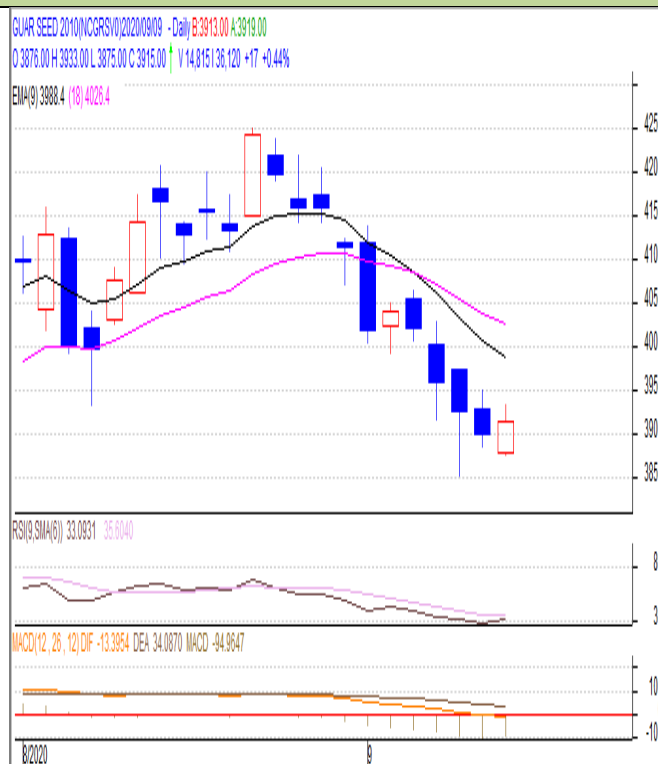 GUAR SEED 2010(NCGRSV0)2020/09/09 - Daily B:3913.00 A:3919.00
O 3876.00 H 3933.00 L 3875.00 C 3915.00 V 14,815 I 36,120 +17 +0.44%
EMA(9) 3988.4 (18) 4026.4
425
420
415
410
405
400
395
390
385
RSI(9,SMA(6)) 33.0931 35.6040
8
3
MACD(12 , 26 , 12) DIF -13.3954 DEA 34.0870 MACD -94.9647
10
-10
8/2020 9